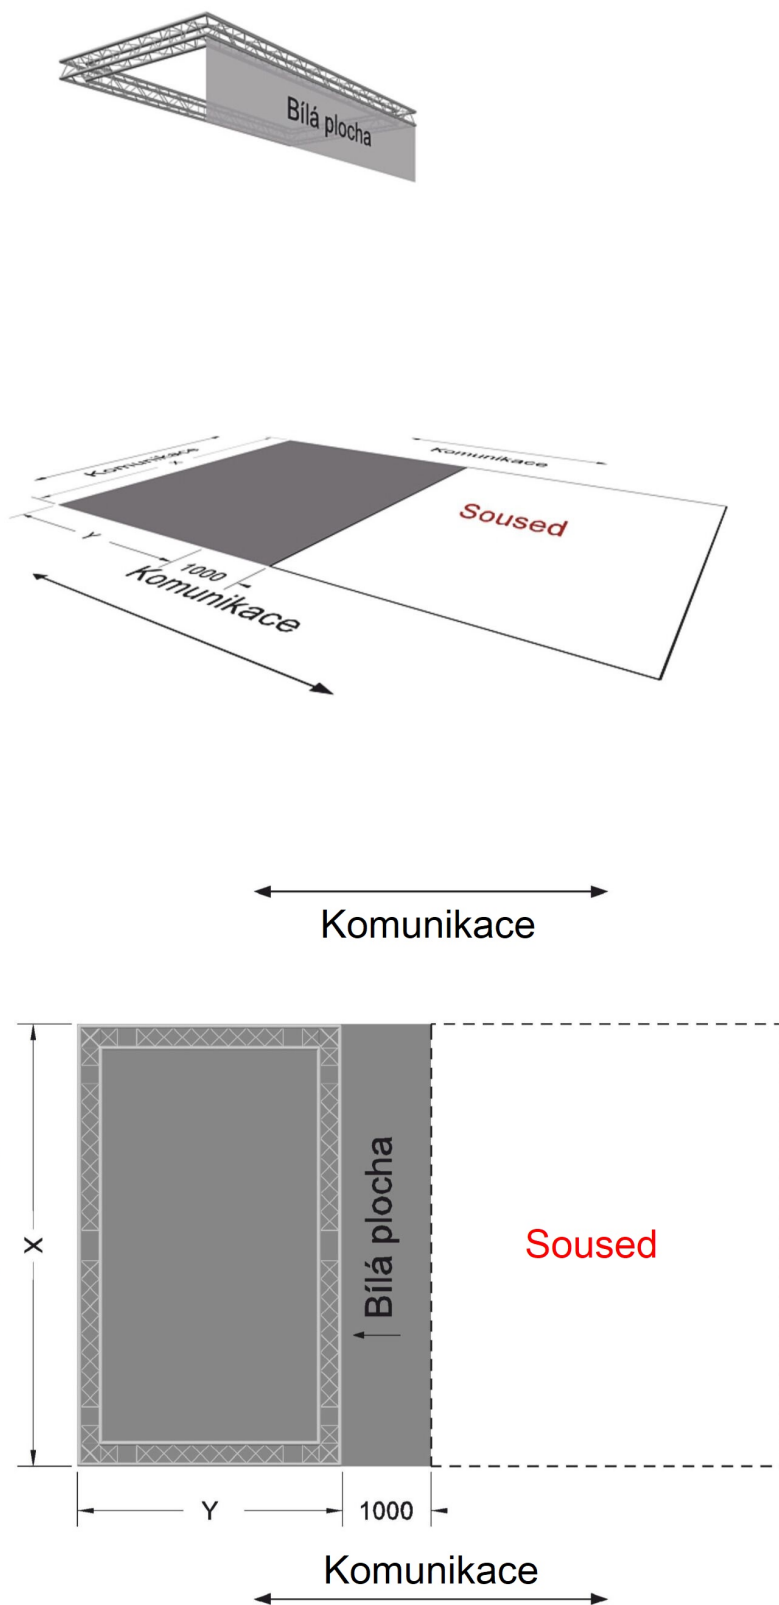 Bílá plocha
Komunikace
X
Komunikace
Soused
Y
1000
Komunikace
Komunikace
Bílá plocha
X
Soused
Y
1000
Komunikace